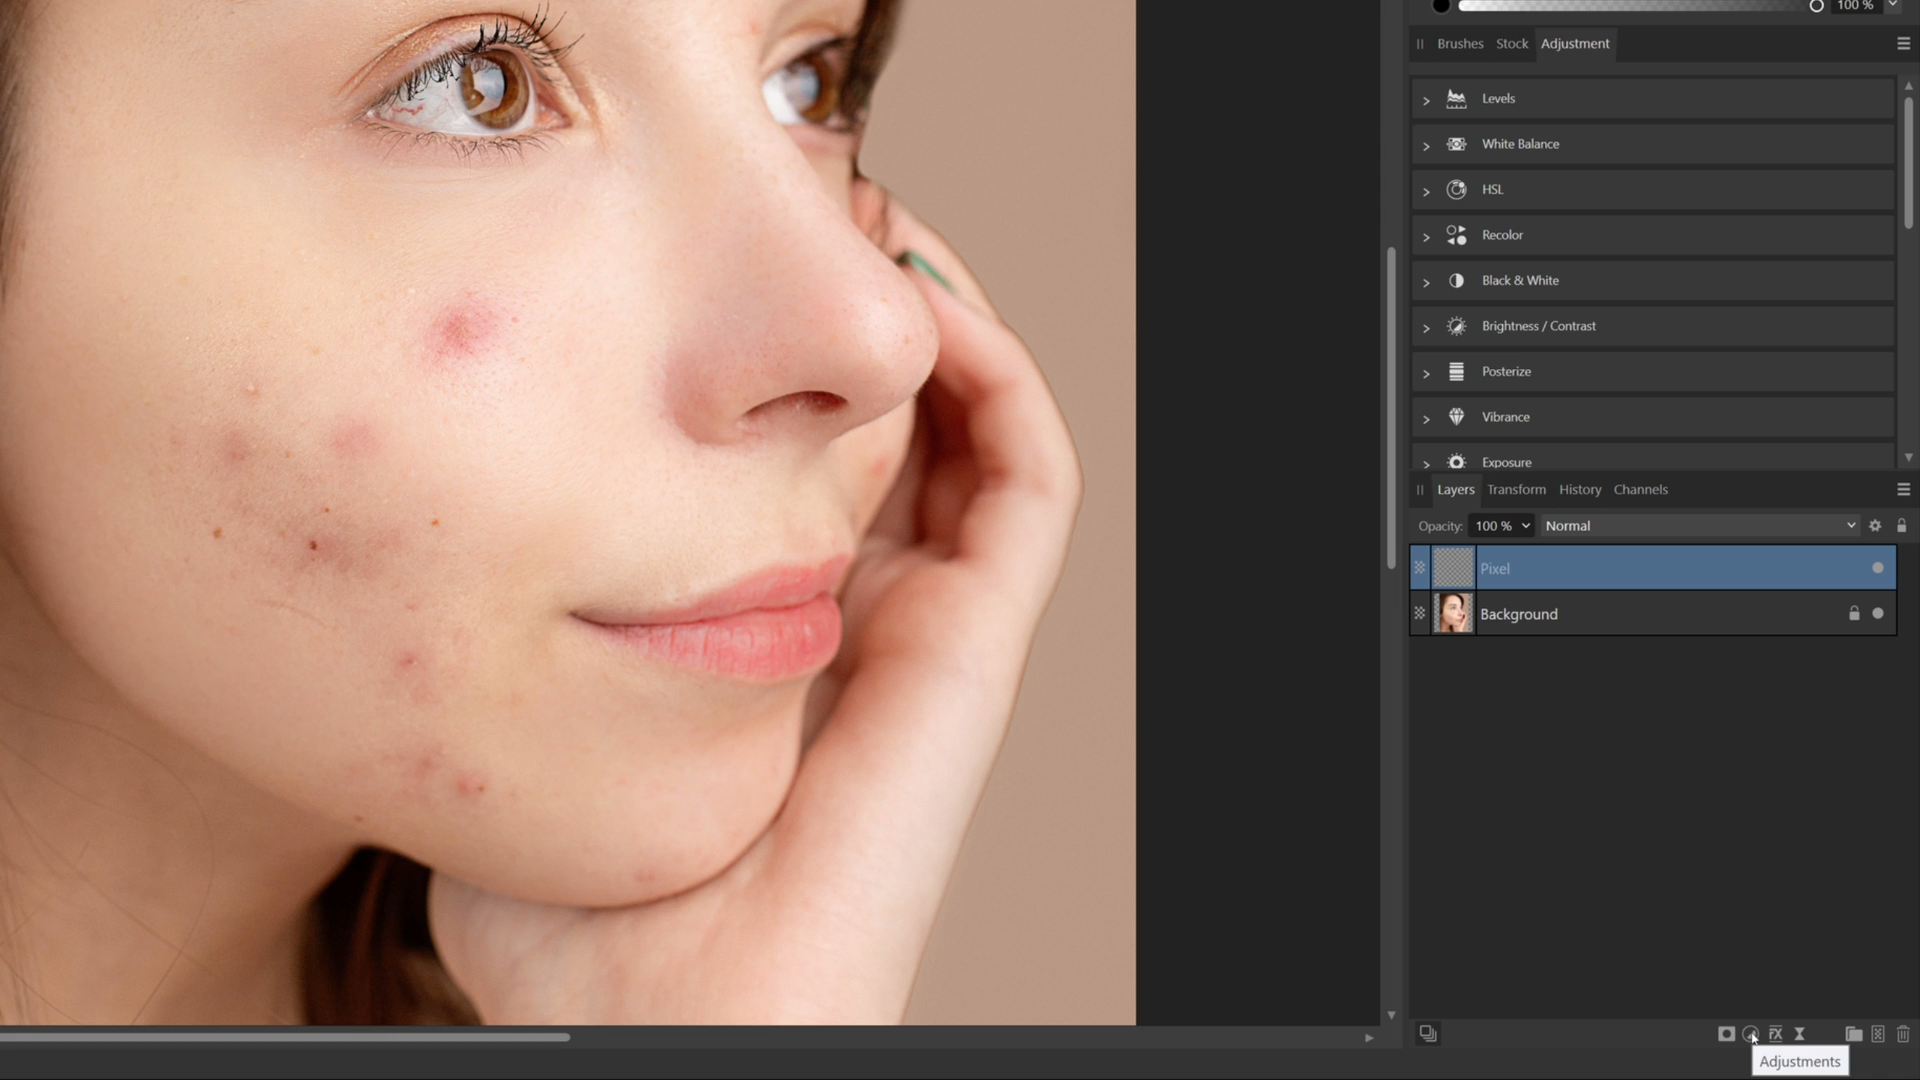 100 %
Brushes Stock Adjustment
Levels
White Balance
HSL
Recolor
Black & White
Brightness / Contrast
Posterize
Vibrance
Exposure
Layers Transform History Channels
Opacity: 100 % Normal
Pixel
Background
Adjustments